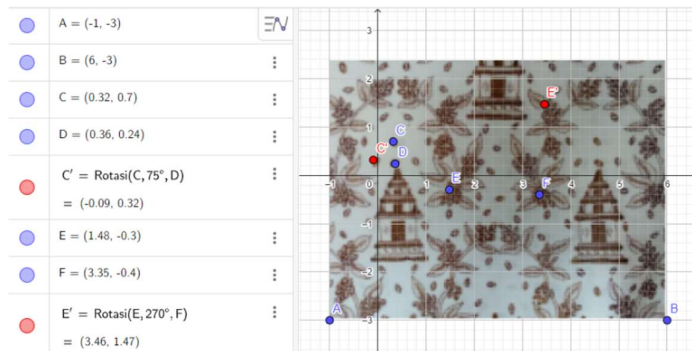 A = (-1, -3)
B = (6, -3)
C = (0.32, 0.7)
D = (0.36, 0.24)
C' = Rotasi(C, 75°, D)
= (-0.09, 0.32)
E = (1.48, -0.3)
F = (3.35, -0.4)
E' = Rotasi(E, 270°, F)
= (3.46, 1.47)
3
2
E'
1
C
C'
D
E
F
-1
0
1
2
3
4
5
6
-1
-2
A
B
-3